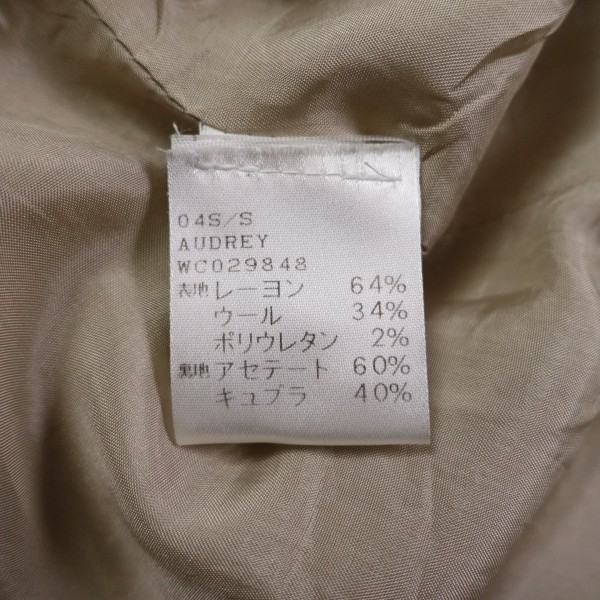 04S/S
AUDREY
WC029848
表地 レーヨン 64%
ウール 34%
ポリウレタン 2%
裏地 アセテート 60%
キュプラ 40%